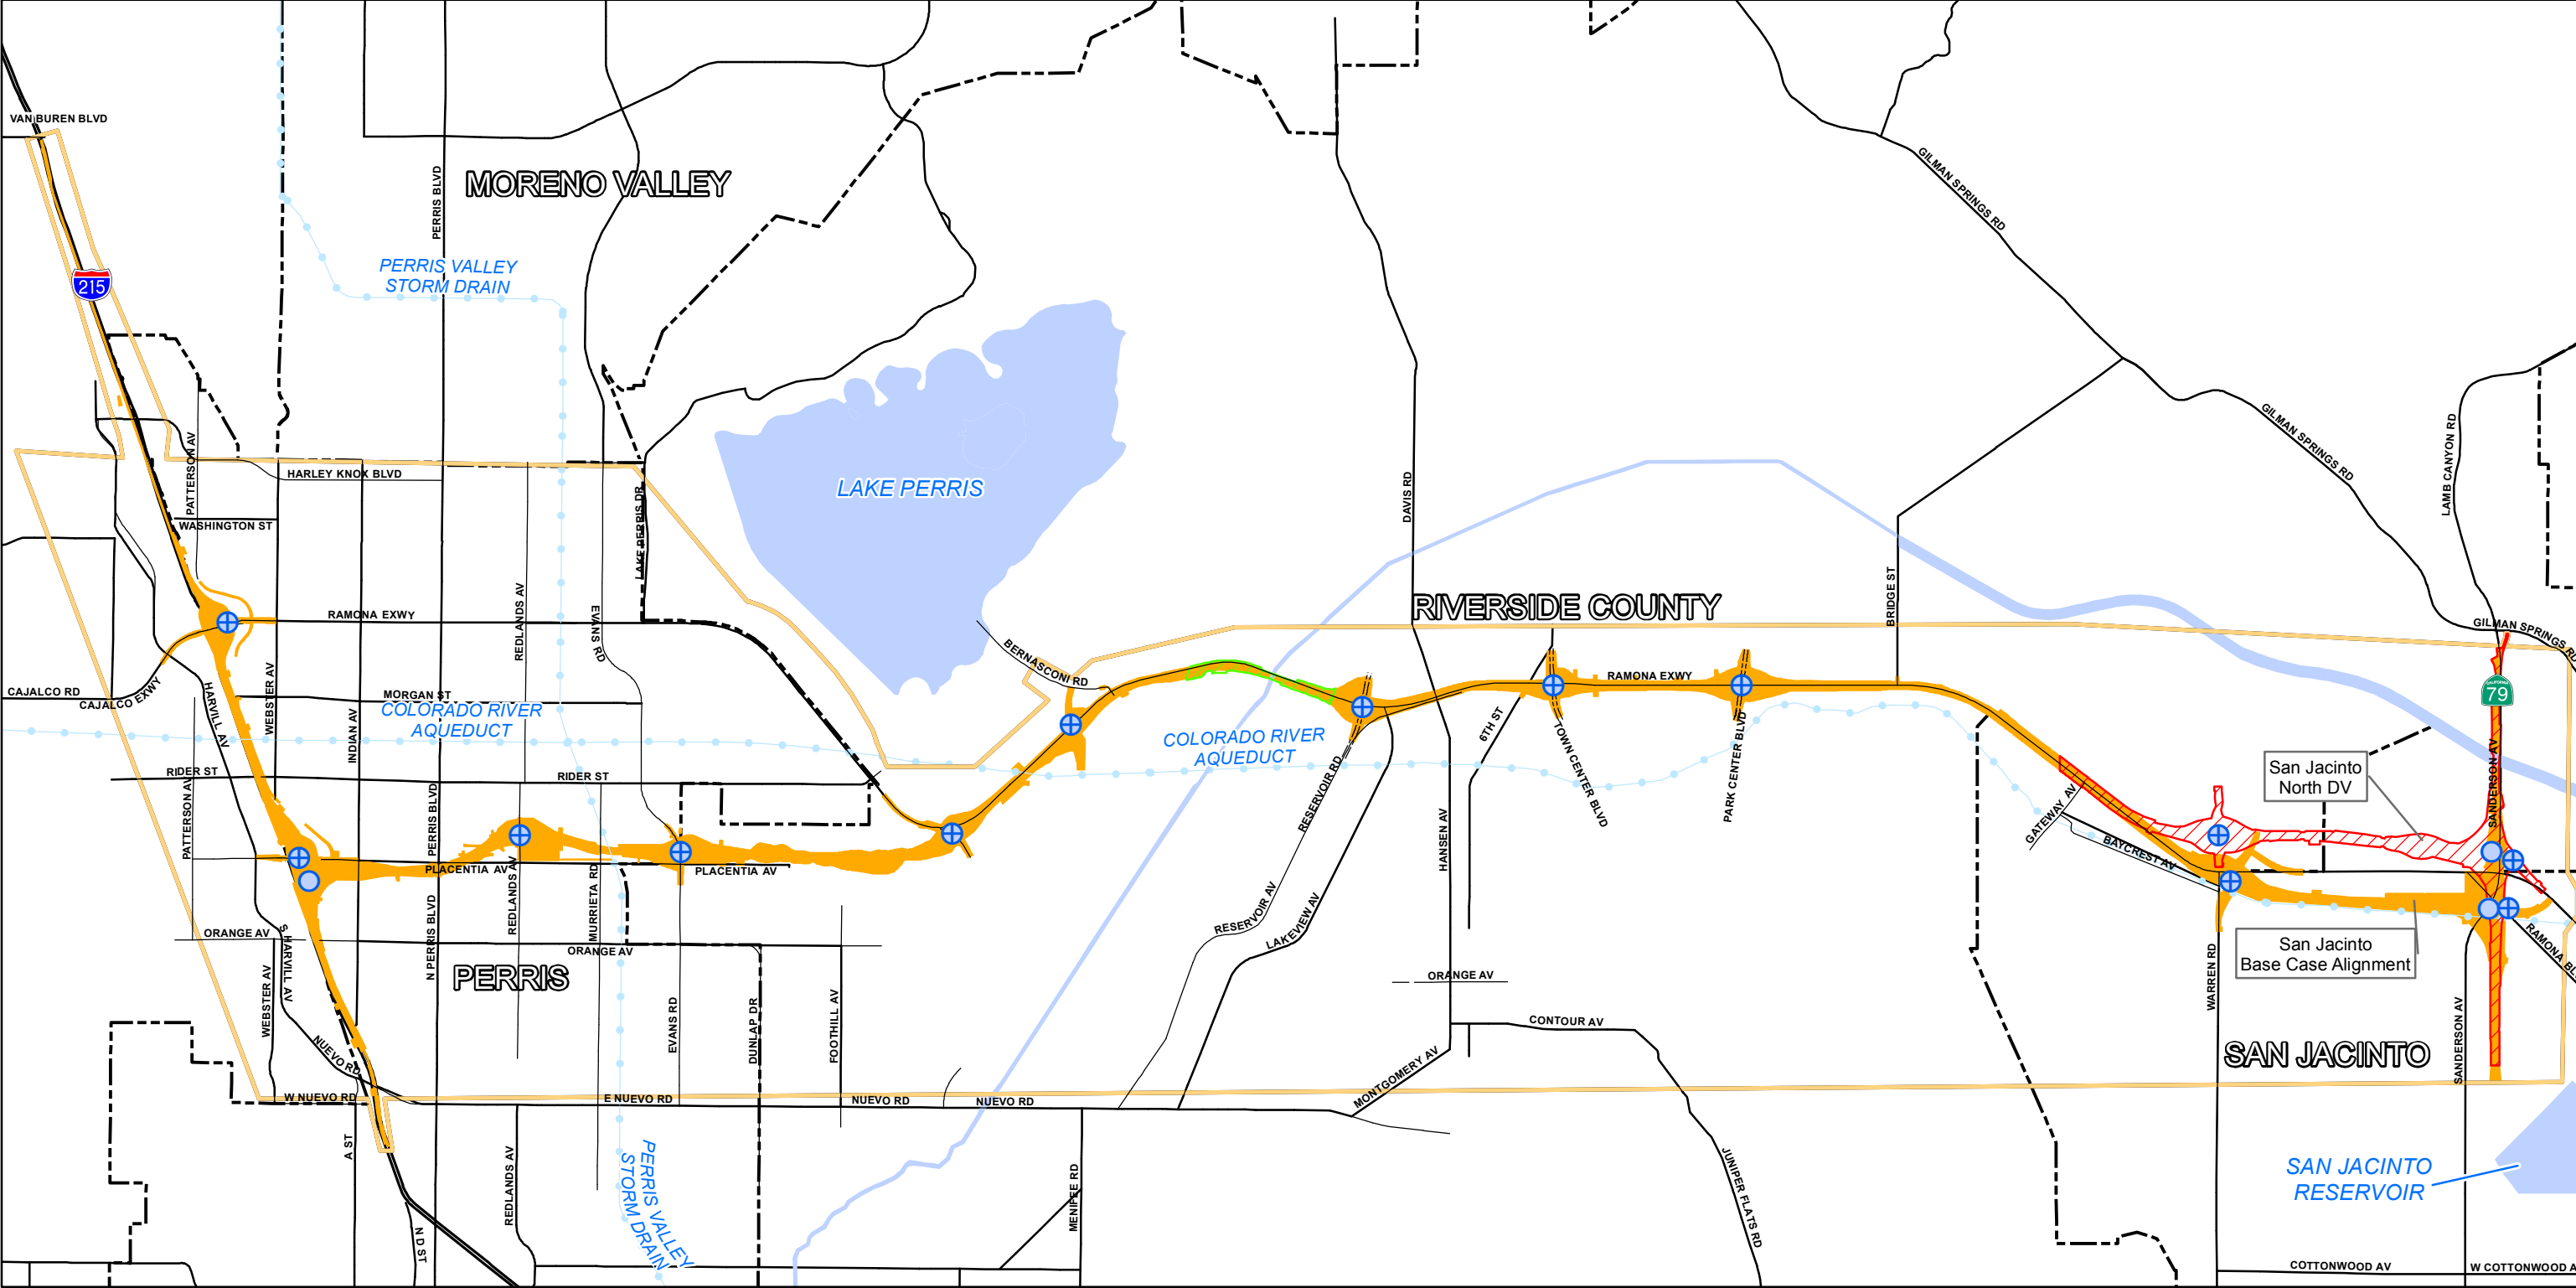 VAN BUREN BLVD
PERRIS BLVD
MORENO VALLEY
GILMAN SPRINGS RD
PERRIS VALLEY
STORM DRAIN
215
GILMAN SPRINGS RD
LAMB CANYON RD
PATTERSON AV
HARLEY KNOX BLVD
LAKE PERRIS
LAKE PERRIS DR
DAVIS RD
WASHINGTON ST
RAMONA EXWY
REDLANDS AV
EVANS RD
RIVERSIDE COUNTY
BRIDGE ST
GILMAN SPRINGS RD
BERNASCONI RD
RAMONA EXWY
CALIFORNIA
79
CAJALCO RD
CAJALCO EXWY
HARVILL AV
WEBSTER AV
MORGAN ST
COLORADO RIVER
AQUEDUCT
INDIAN AV
COLORADO RIVER
AQUEDUCT
6TH ST
TOWN CENTER BLVD
PARK CENTER BLVD
SANDERSON AV
San Jacinto
North DV
RIDER ST
RIDER ST
PATTERSON AV
PERRIS BLVD
RESERVOIR RD
HANSEN AV
GATEWAY AV
BAYCREST AV
PLACENTIA AV
PLACENTIA AV
REDLANDS AV
MURRIETA RD
N PERRIS BLVD
RESERVOIR AV
LAKEVIEW AV
ORANGE AV
S HARVILL AV
ORANGE AV
PERRIS
ORANGE AV
San Jacinto
Base Case Alignment
RAMONA BL
WARREN RD
WEBSTER AV
EVANS RD
DUNLAP DR
FOOTHILL AV
CONTOUR AV
SANDERSON AV
SAN JACINTO
NUEVO RD
MONTGOMERY AV
W NUEVO RD
E NUEVO RD
NUEVO RD
NUEVO RD
A ST
REDLANDS AV
PERRIS VALLEY
STORM DRAIN
MENIFEE RD
JUNIPER FLATS RD
SAN JACINTO
RESERVOIR
N D ST
COTTONWOOD AV
W COTTONWOOD A